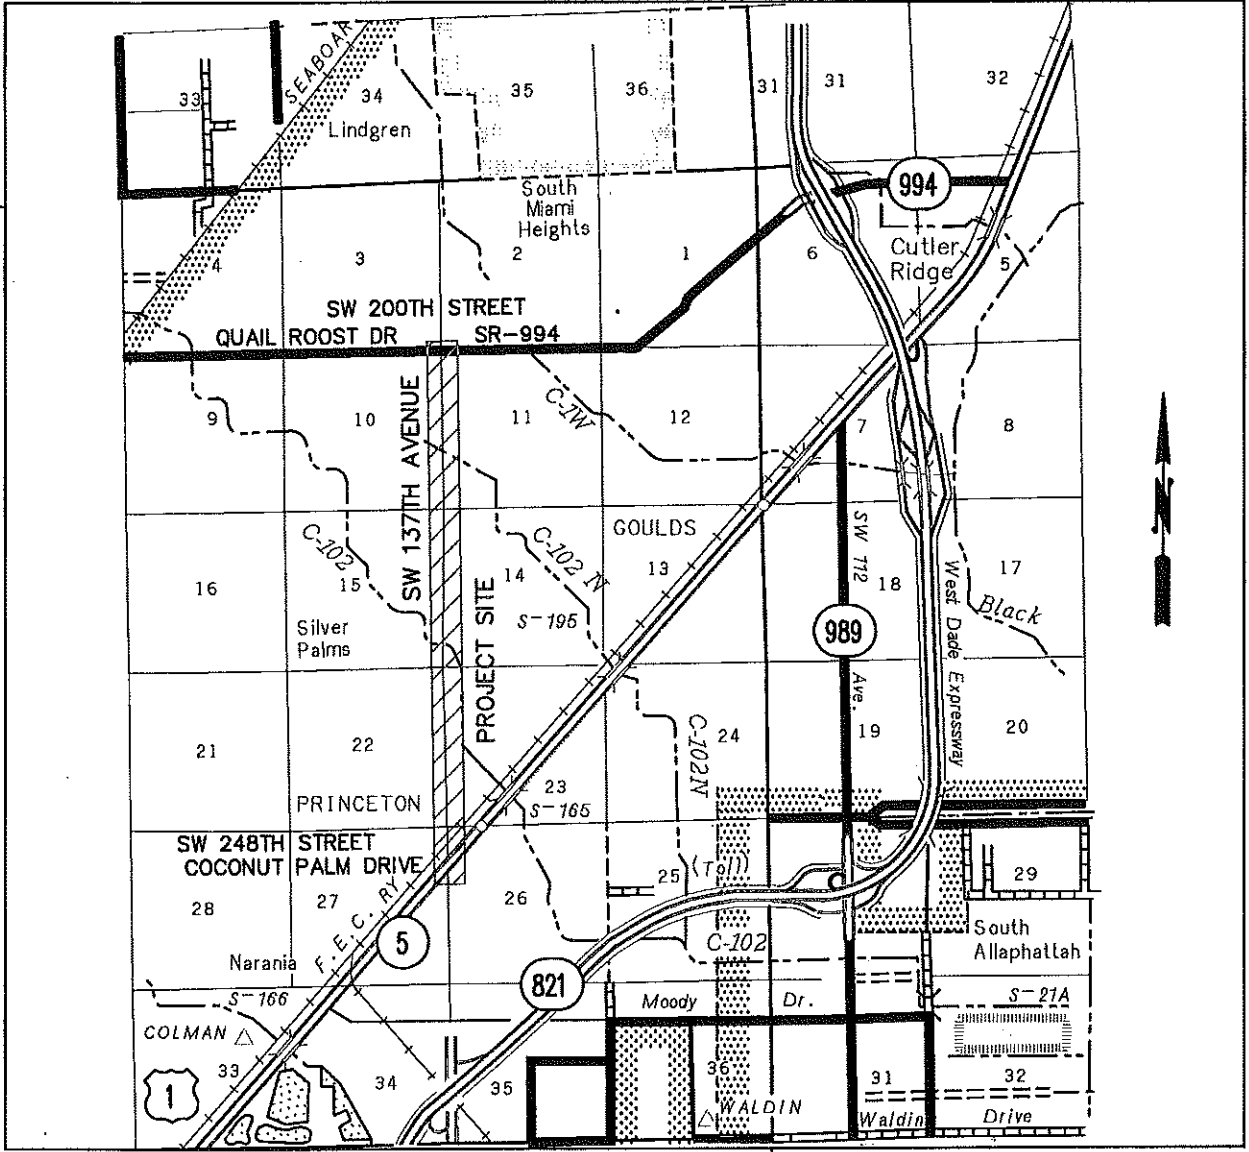 SEABOAR
33
34
35
36
31
31
32
Lindgren
994
South
Miami
Heights
4
3
2
1
6
5
Cutler
Ridge
SW 200TH STREET
QUAIL ROOST DR
SR-994
9
10
11
12
7
8
C-1W
SW 137TH AVENUE
GOULDS
C-102
C-102 N
16
15
14
13
18
17
SW 112
Ave.
S-195
Silver
Palms
PROJECT SITE
989
West Dade Expressway
Black
21
22
23
24
19
20
C-102N
PRINCETON
S-165
SW 248TH STREET
COCONUT PALM DRIVE
28
27
26
25
(Toll)
29
F. E. C. RY
5
C-102
South
Allaphattah
Narania
821
S-166
Moody
Dr.
S-21A
COLMAN
1
33
34
35
36
31
32
WALDIN
Waldin
Drive
N